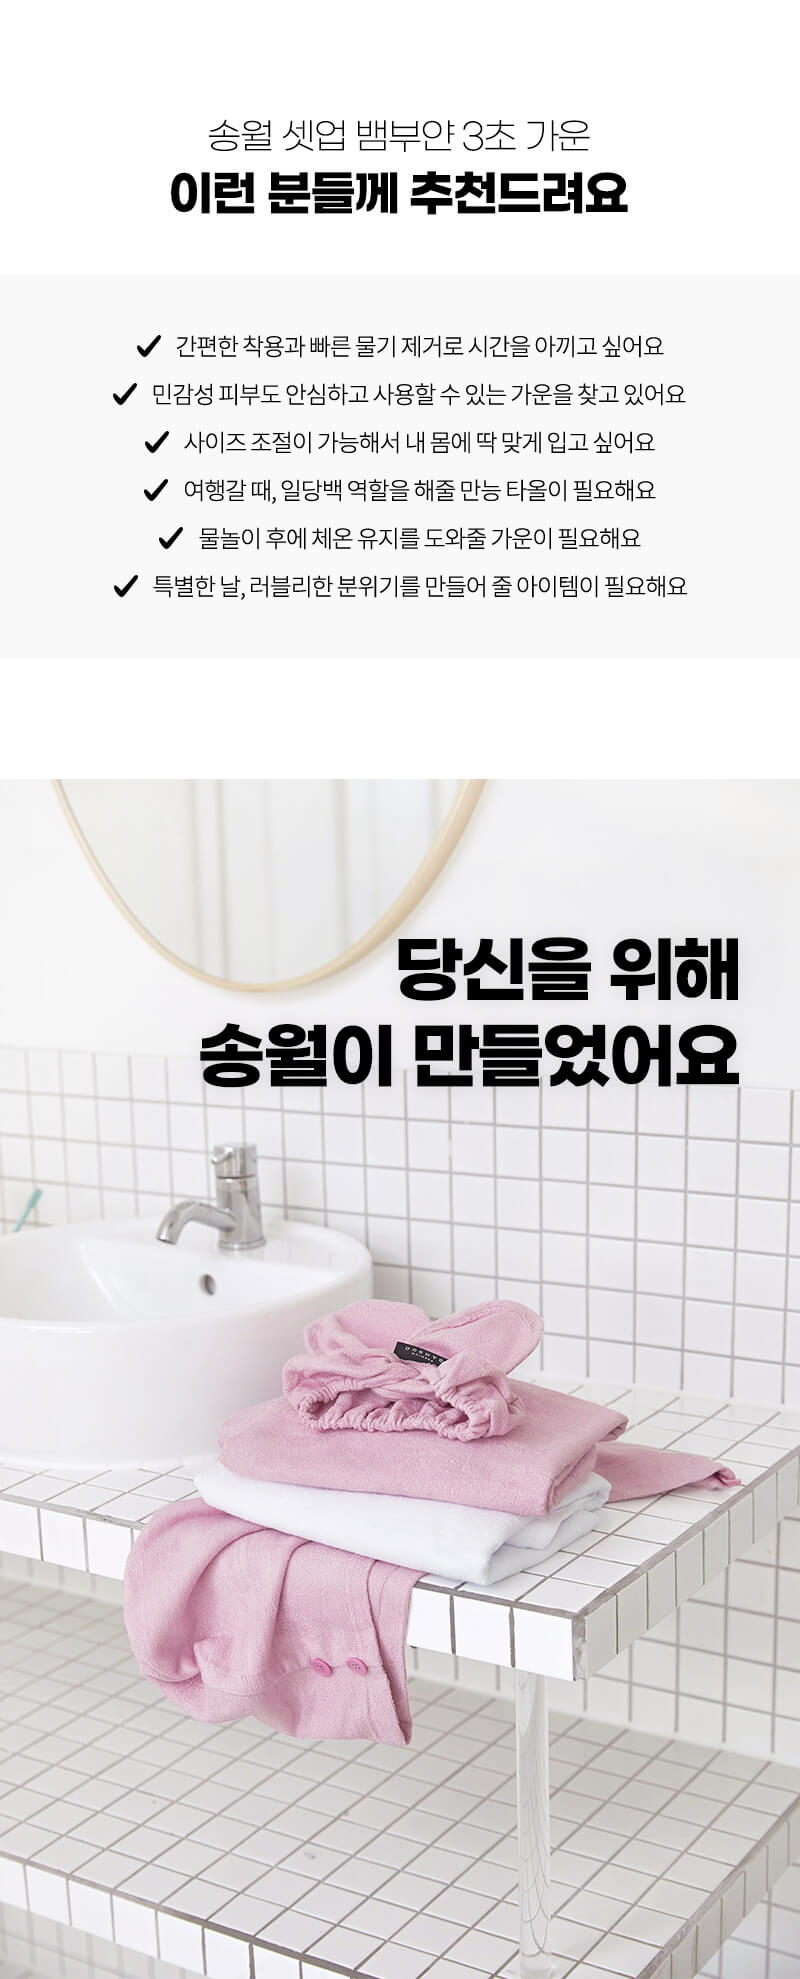 송월 셋업 뱀부얀 3초 가운
이런 분들께 추천드려요
간편한 착용과 빠른 물기 제거로 시간을 아끼고 싶어요
민감성 피부도 안심하고 사용할 수 있는 가운을 찾고 있어요
사이즈 조절이 가능해서 내 몸에 딱 맞게 입고 싶어요
여행갈 때, 일당백 역할을 해줄 만능 타올이 필요해요
물놀이 후에 체온 유지를 도와줄 가운이 필요해요
특별한 날, 러블리한 분위기를 만들어 줄 아이템이 필요해요
당신을 위해
송월이 만들었어요